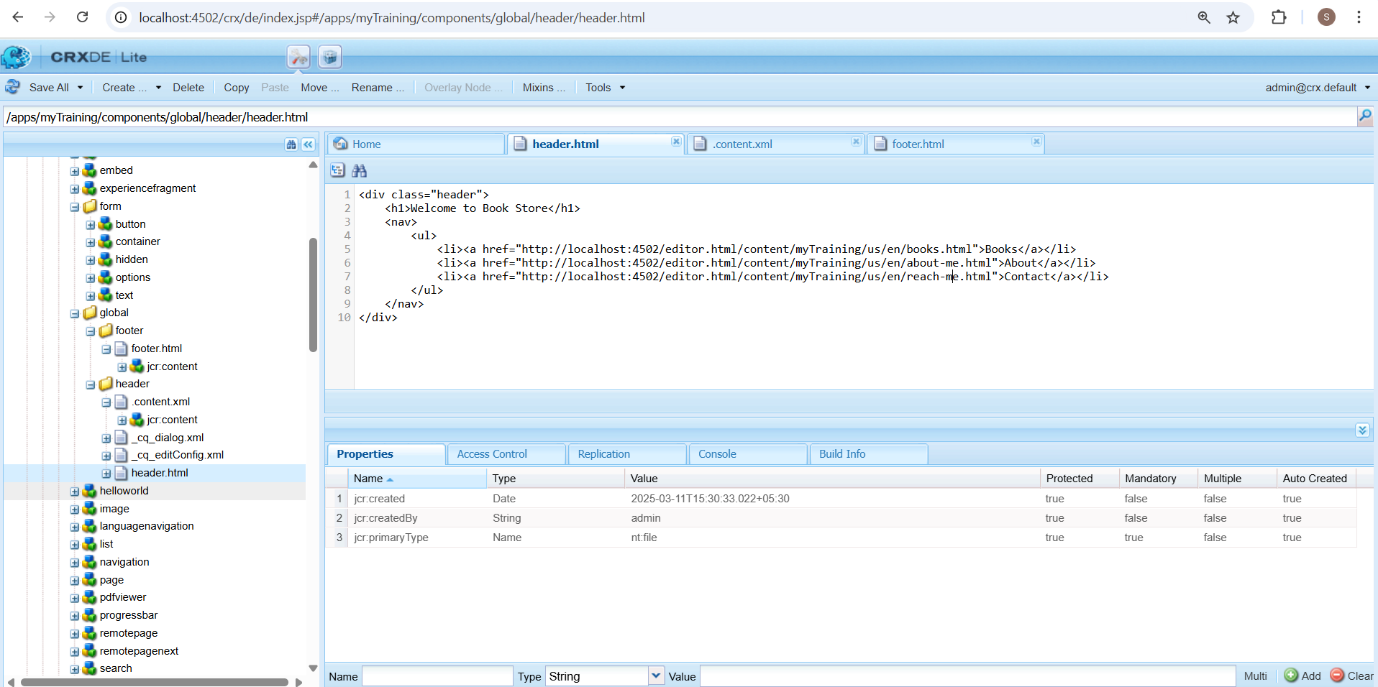 localhost:4502/crx/de/index.jsp#/apps/myTraining/components/global/header/header.html
S
CRXDE | Lite
Save All Create ... Delete Copy Paste Move ... Rename ... Overlay Node ... Mixins ... Tools admin@crx.default
/apps/myTraining/components/global/header/header.html
Home header.html .content.xml footer.html
embed
experiencefragment
form
button
container
hidden
options
text
global
footer
footer.html
jcr:content
header
.content.xml
jcr:content
_cq_dialog.xml
_cq_editConfig.xml
header.html
helloworld
image
languagenavigation
list
navigation
page
pdfviewer
progressbar
remotepage
remotepagenext
search
1 <div class="header">
2 <h1>Welcome to Book Store</h1>
3 <nav>
4 <ul>
5 <li><a href="http://localhost:4502/editor.html/content/myTraining/us/en/books.html">Books</a></li>
6 <li><a href="http://localhost:4502/editor.html/content/myTraining/us/en/about-me.html">About</a></li>
7 <li><a href="http://localhost:4502/editor.html/content/myTraining/us/en/reach-me.html">Contact</a></li>
8 </ul>
9 </nav>
10 </div>
Properties Access Control Replication Console Build Info
Name Type Value Protected Mandatory Multiple Auto Created
1 jcr:created Date 2025-03-11T15:30:33.022+05:30 true false false true
2 jcr:createdBy String admin true false false true
3 jcr:primaryType Name nt:file true true false true
Name Type String Value Multi Add Clear